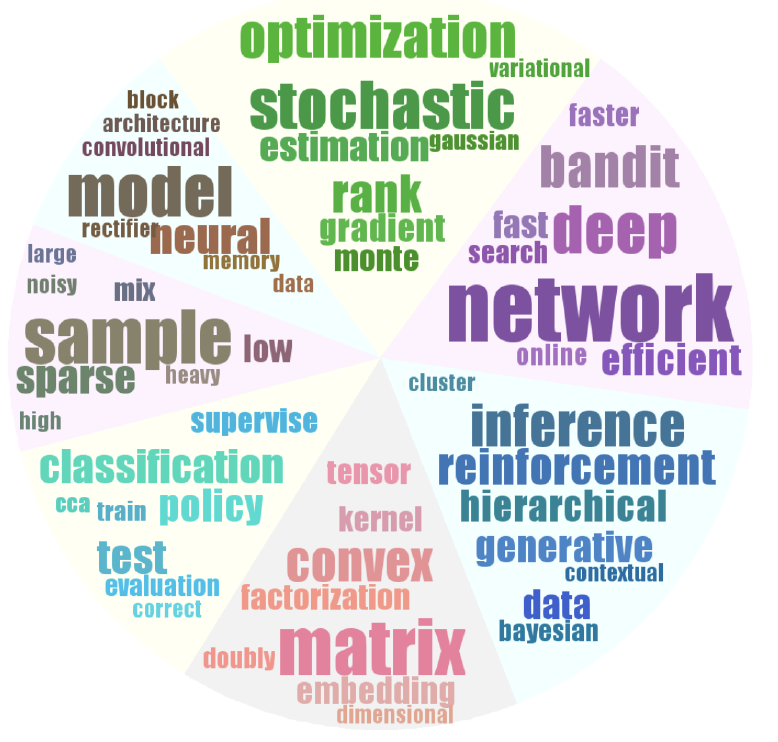 optimization
variational
stochastic
estimation
gaussian
rank
gradient
monte
faster
bandit
fast
deep
search
network
online
efficient
cluster
inference
reinforcement
hierarchical
generative
contextual
data
bayesian
tensor
kernel
convex
factorization
matrix
doubly
embedding
dimensional
supervise
classification
cca
train
policy
test
evaluation
correct
large
noisy
mix
sample
low
sparse
heavy
high
block
architecture
convolutional
model
rectifier
neural
memory
data